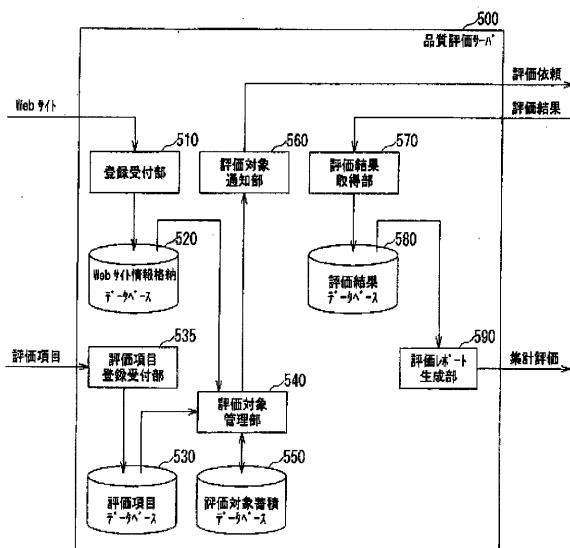 500
品質評価サーバ
評価依頼
Webサイト
評価結果
510
登録受付部
560
評価対象
通知部
570
評価結果
取得部
520
Webサイト情報格納
データベース
580
評価結果
データベース
535
評価項目
評価項目
登録受付部
590
評価レポート
生成部
集計評価
540
評価対象
管理部
530
評価項目
データベース
550
評価対象蓄積
データベース